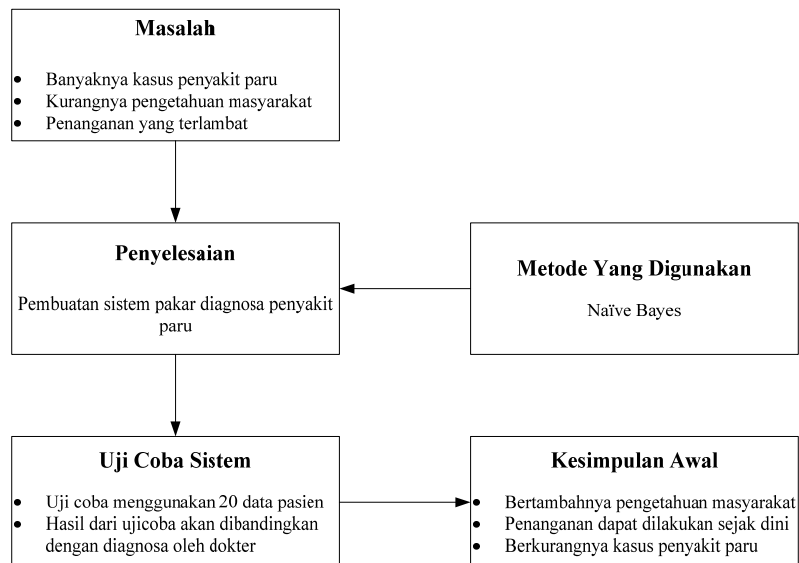 Masalah
• Banyaknya kasus penyakit paru
• Kurangnya pengetahuan masyarakat
• Penanganan yang terlambat
Penyelesaian
Pembuatan sistem pakar diagnosa penyakit
paru
Metode Yang Digunakan
Naïve Bayes
Uji Coba Sistem
• Uji coba menggunakan 20 data pasien
• Hasil dari ujicoba akan dibandingkan
dengan diagnosa oleh dokter
Kesimpulan Awal
• Bertambahnya pengetahuan masyarakat
• Penanganan dapat dilakukan sejak dini
• Berkurangnya kasus penyakit paru